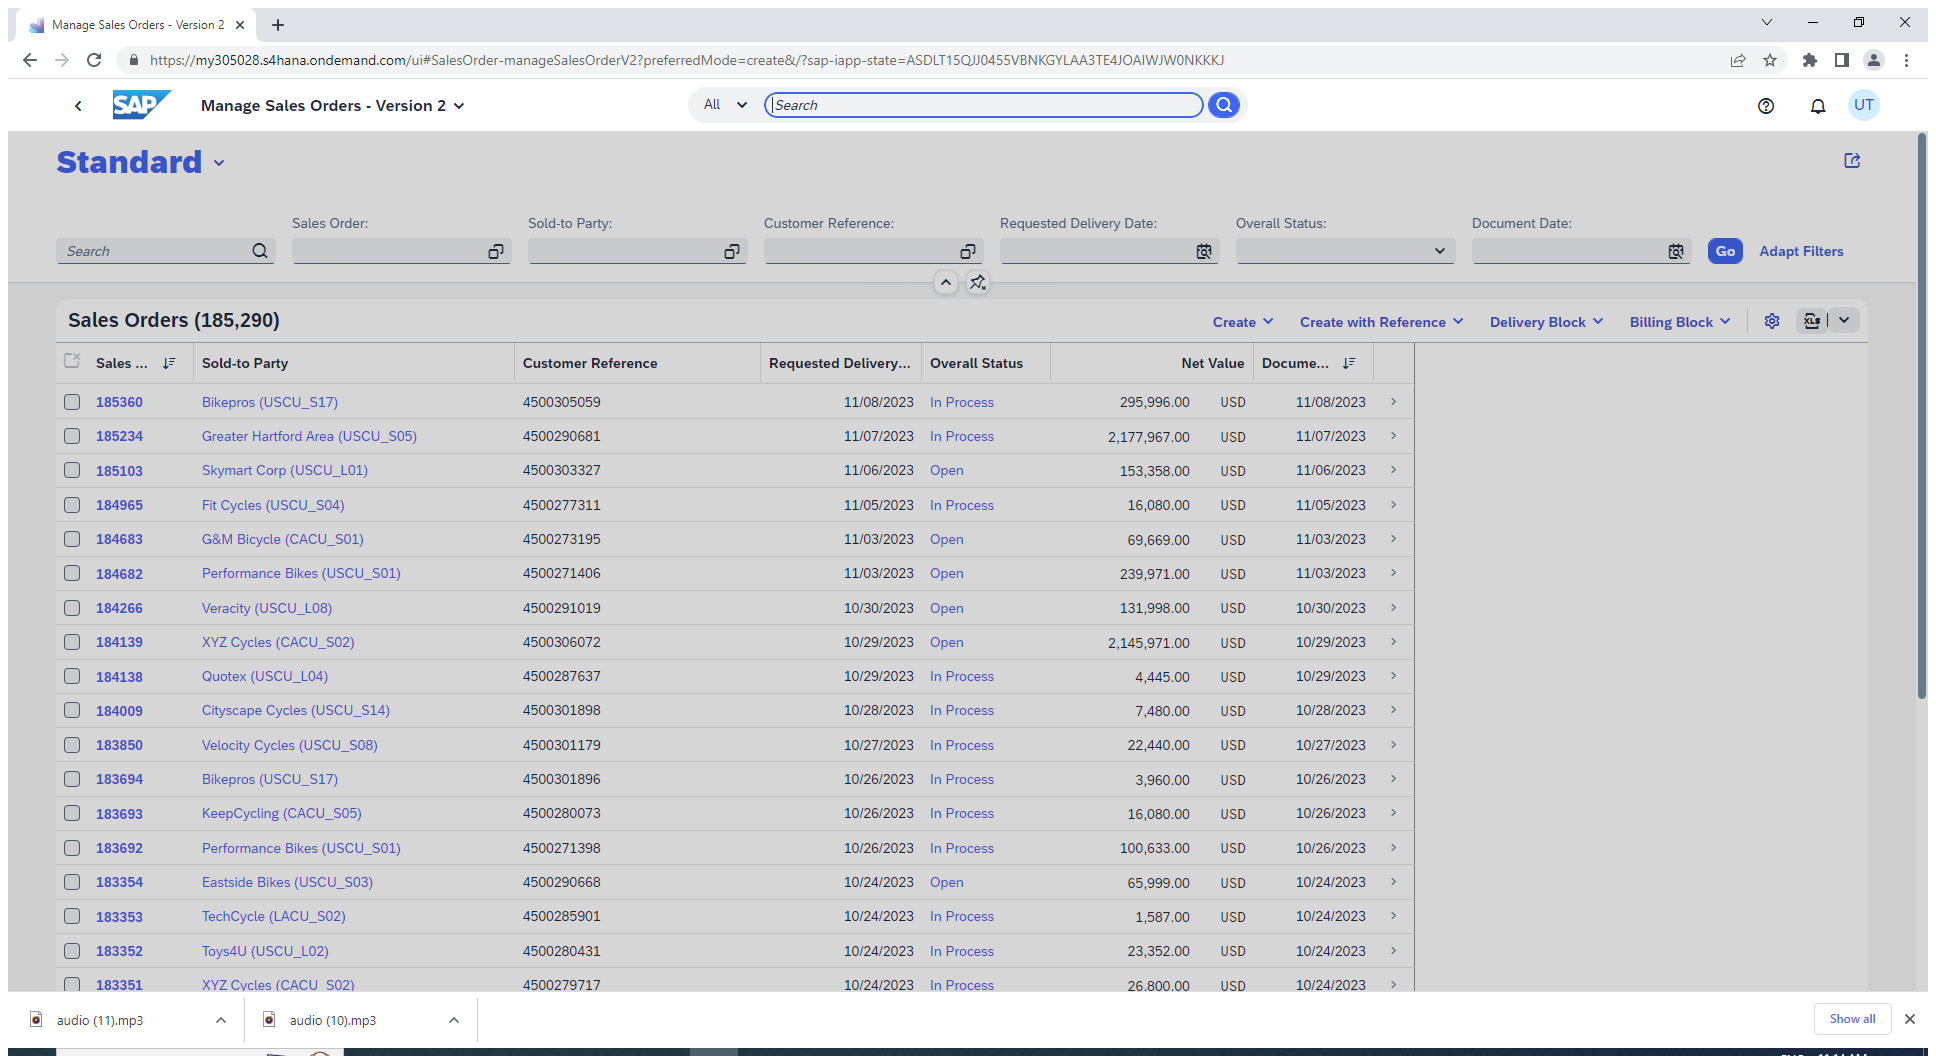 Manage Sales Orders - Version 2
https://my305028.s4hana.ondemand.com/ui#SalesOrder-manageSalesOrderV2?preferredMode=create&/?sap-iapp-state=ASDLT15QJJ0455VBNKGYLAA3TE4JOAIWJW0NKKKJ
SAP Manage Sales Orders - Version 2 All Search UT
Standard
Sales Order: Sold-to Party: Customer Reference: Requested Delivery Date: Overall Status: Document Date:
Search Go Adapt Filters
Sales Orders (185,290) Create Create with Reference Delivery Block Billing Block XLS
Sales ... Sold-to Party Customer Reference Requested Delivery... Overall Status Net Value Docume...
185360 Bikepros (USCU_S17) 4500305059 11/08/2023 In Process 295,996.00 USD 11/08/2023
185234 Greater Hartford Area (USCU_S05) 4500290681 11/07/2023 In Process 2,177,967.00 USD 11/07/2023
185103 Skymart Corp (USCU_L01) 4500303327 11/06/2023 Open 153,358.00 USD 11/06/2023
184965 Fit Cycles (USCU_S04) 4500277311 11/05/2023 In Process 16,080.00 USD 11/05/2023
184683 G&M Bicycle (CACU_S01) 4500273195 11/03/2023 Open 69,669.00 USD 11/03/2023
184682 Performance Bikes (USCU_S01) 4500271406 11/03/2023 Open 239,971.00 USD 11/03/2023
184266 Veracity (USCU_L08) 4500291019 10/30/2023 Open 131,998.00 USD 10/30/2023
184139 XYZ Cycles (CACU_S02) 4500306072 10/29/2023 Open 2,145,971.00 USD 10/29/2023
184138 Quotex (USCU_L04) 4500287637 10/29/2023 In Process 4,445.00 USD 10/29/2023
184009 Cityscape Cycles (USCU_S14) 4500301898 10/28/2023 In Process 7,480.00 USD 10/28/2023
183850 Velocity Cycles (USCU_S08) 4500301179 10/27/2023 In Process 22,440.00 USD 10/27/2023
183694 Bikepros (USCU_S17) 4500301896 10/26/2023 In Process 3,960.00 USD 10/26/2023
183693 KeepCycling (CACU_S05) 4500280073 10/26/2023 In Process 16,080.00 USD 10/26/2023
183692 Performance Bikes (USCU_S01) 4500271398 10/26/2023 In Process 100,633.00 USD 10/26/2023
183354 Eastside Bikes (USCU_S03) 4500290668 10/24/2023 Open 65,999.00 USD 10/24/2023
183353 TechCycle (LACU_S02) 4500285901 10/24/2023 In Process 1,587.00 USD 10/24/2023
183352 Toys4U (USCU_L02) 4500280431 10/24/2023 In Process 23,352.00 USD 10/24/2023
183351 XYZ Cycles (CACU_S02) 4500279717 10/24/2023 In Process 26,800.00 USD 10/24/2023
audio (11).mp3 audio (10).mp3 Show all